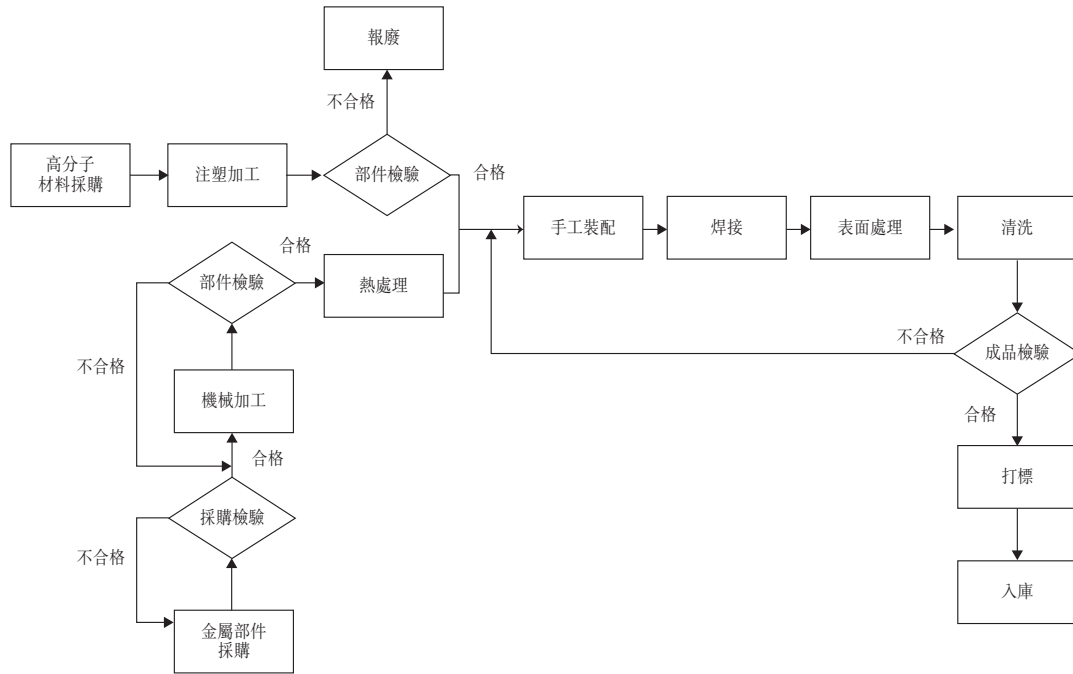 報廢
不合格
高分子
材料採購
注塑加工
部件檢驗
合格
手工裝配
焊接
表面處理
清洗
合格
部件檢驗
熱處理
不合格
成品檢驗
不合格
機械加工
合格
合格
打標
採購檢驗
不合格
入庫
金屬部件
採購